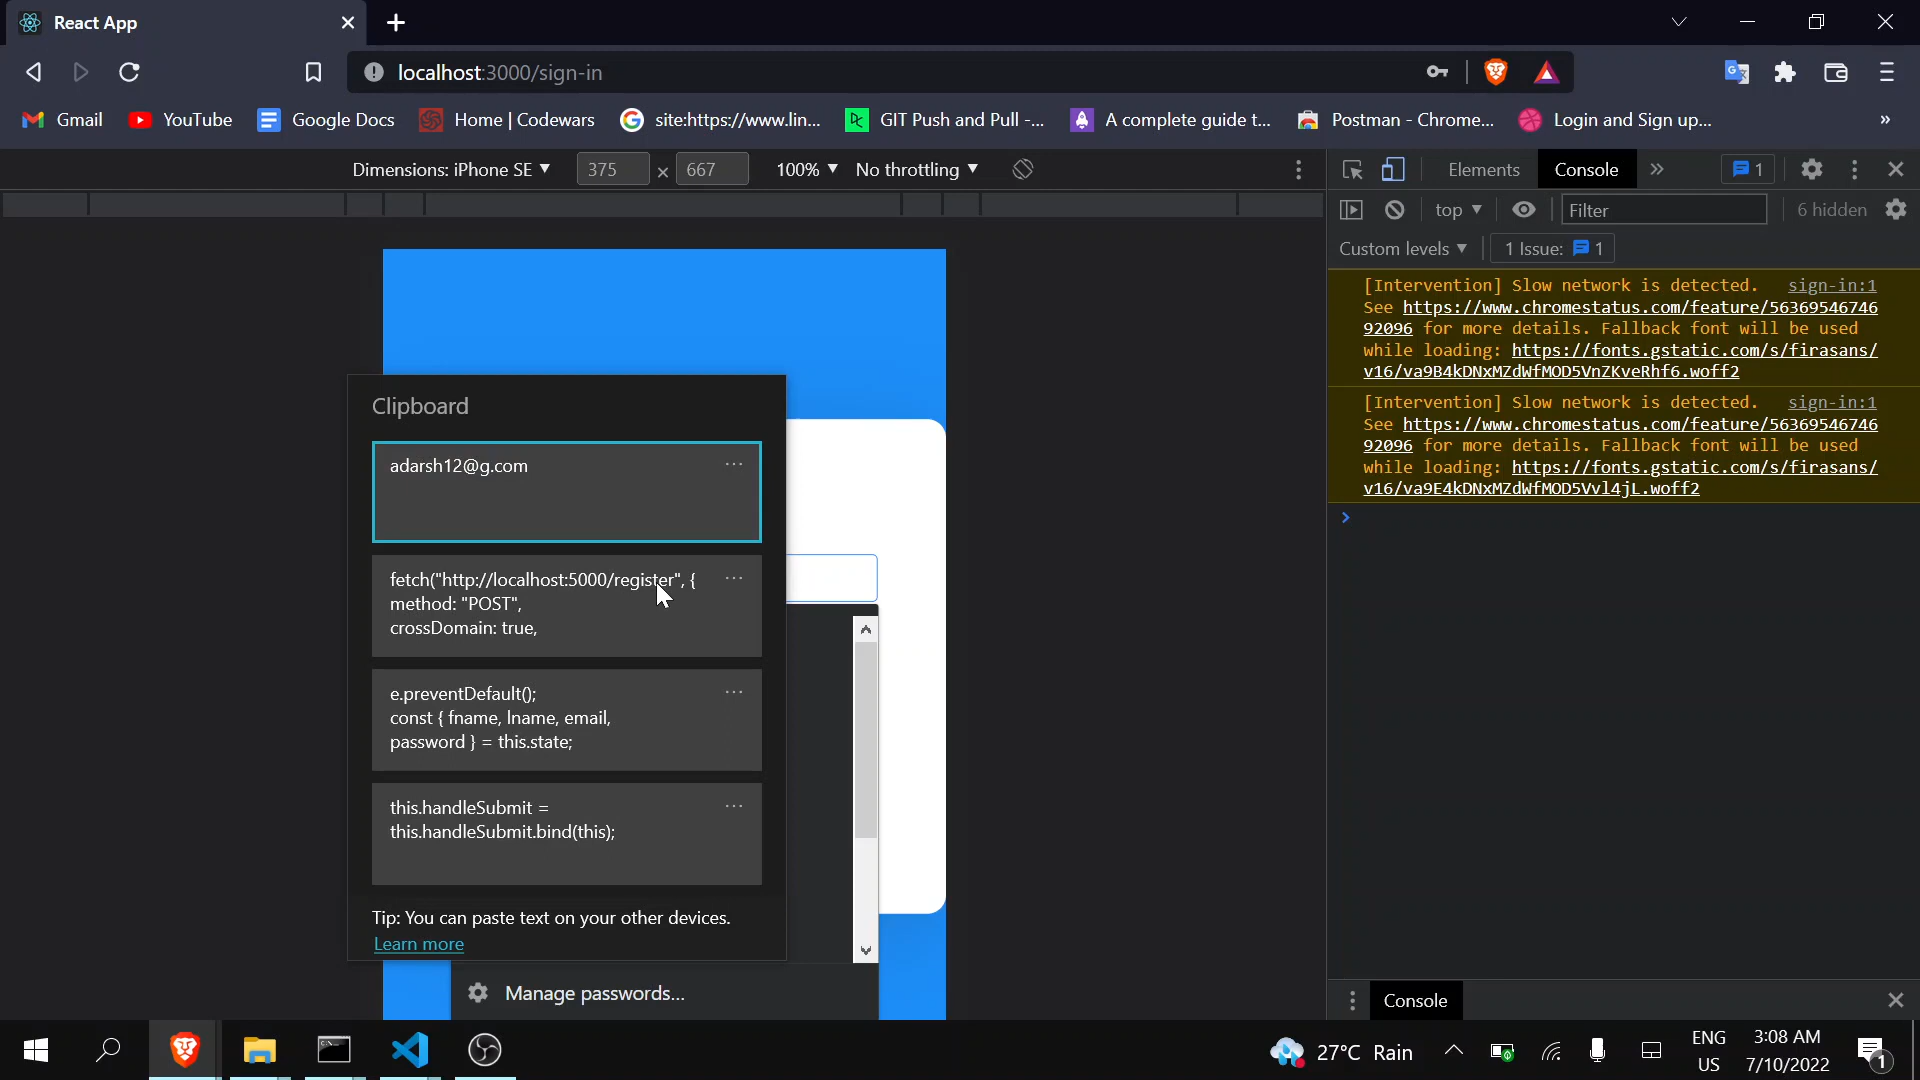 React App
localhost:3000/sign-in
Gmail
YouTube
Google Docs
Home | Codewars
site:https://www.lin...
GIT Push and Pull -...
A complete guide t...
Postman - Chrome...
Login and Sign up...
»
Dimensions: iPhone SE
375 × 667
100%
No throttling
Elements
Console
»
1
top
Filter
6 hidden
Custom levels
1 Issue: 1
[Intervention] Slow network is detected. sign-in:1
See https://www.chromestatus.com/feature/56369546746
92096 for more details. Fallback font will be used
while loading: https://fonts.gstatic.com/s/firasans/
v16/va9B4kDNxMZdWfMOD5VnZKveRhf6.woff2
[Intervention] Slow network is detected. sign-in:1
See https://www.chromestatus.com/feature/56369546746
92096 for more details. Fallback font will be used
while loading: https://fonts.gstatic.com/s/firasans/
v16/va9E4kDNxMZdWfMOD5Vvl4jL.woff2
Clipboard
adarsh12@g.com
fetch("http://localhost:5000/register", {
method: "POST",
crossDomain: true,
e.preventDefault();
const { fname, lname, email,
password } = this.state;
this.handleSubmit =
this.handleSubmit.bind(this);
Tip: You can paste text on your other devices.
Learn more
Manage passwords...
Console
27°C Rain
ENG
US
3:08 AM
7/10/2022
1